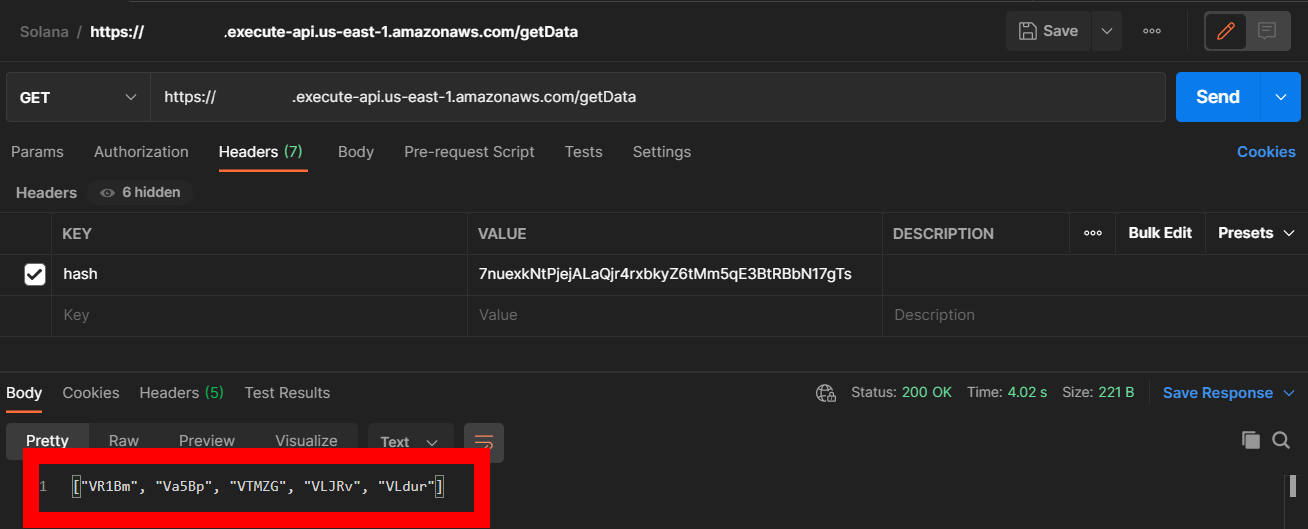 Solana / https:// .execute-api.us-east-1.amazonaws.com/getData Save ooo
GET https:// .execute-api.us-east-1.amazonaws.com/getData Send
Params Authorization Headers (7) Body Pre-request Script Tests Settings Cookies
Headers 6 hidden
KEY VALUE DESCRIPTION ooo Bulk Edit Presets
hash 7nuexkNtPjejALaQjr4rxbkyZ6tMm5qE3BtRBbN17gTs
Key Value Description
Body Cookies Headers (5) Test Results Status: 200 OK Time: 4.02 s Size: 221 B Save Response
Pretty Raw Preview Visualize Text
1 ["VR1Bm", "Va5Bp", "VTMZG", "VLJRv", "VLdur"]